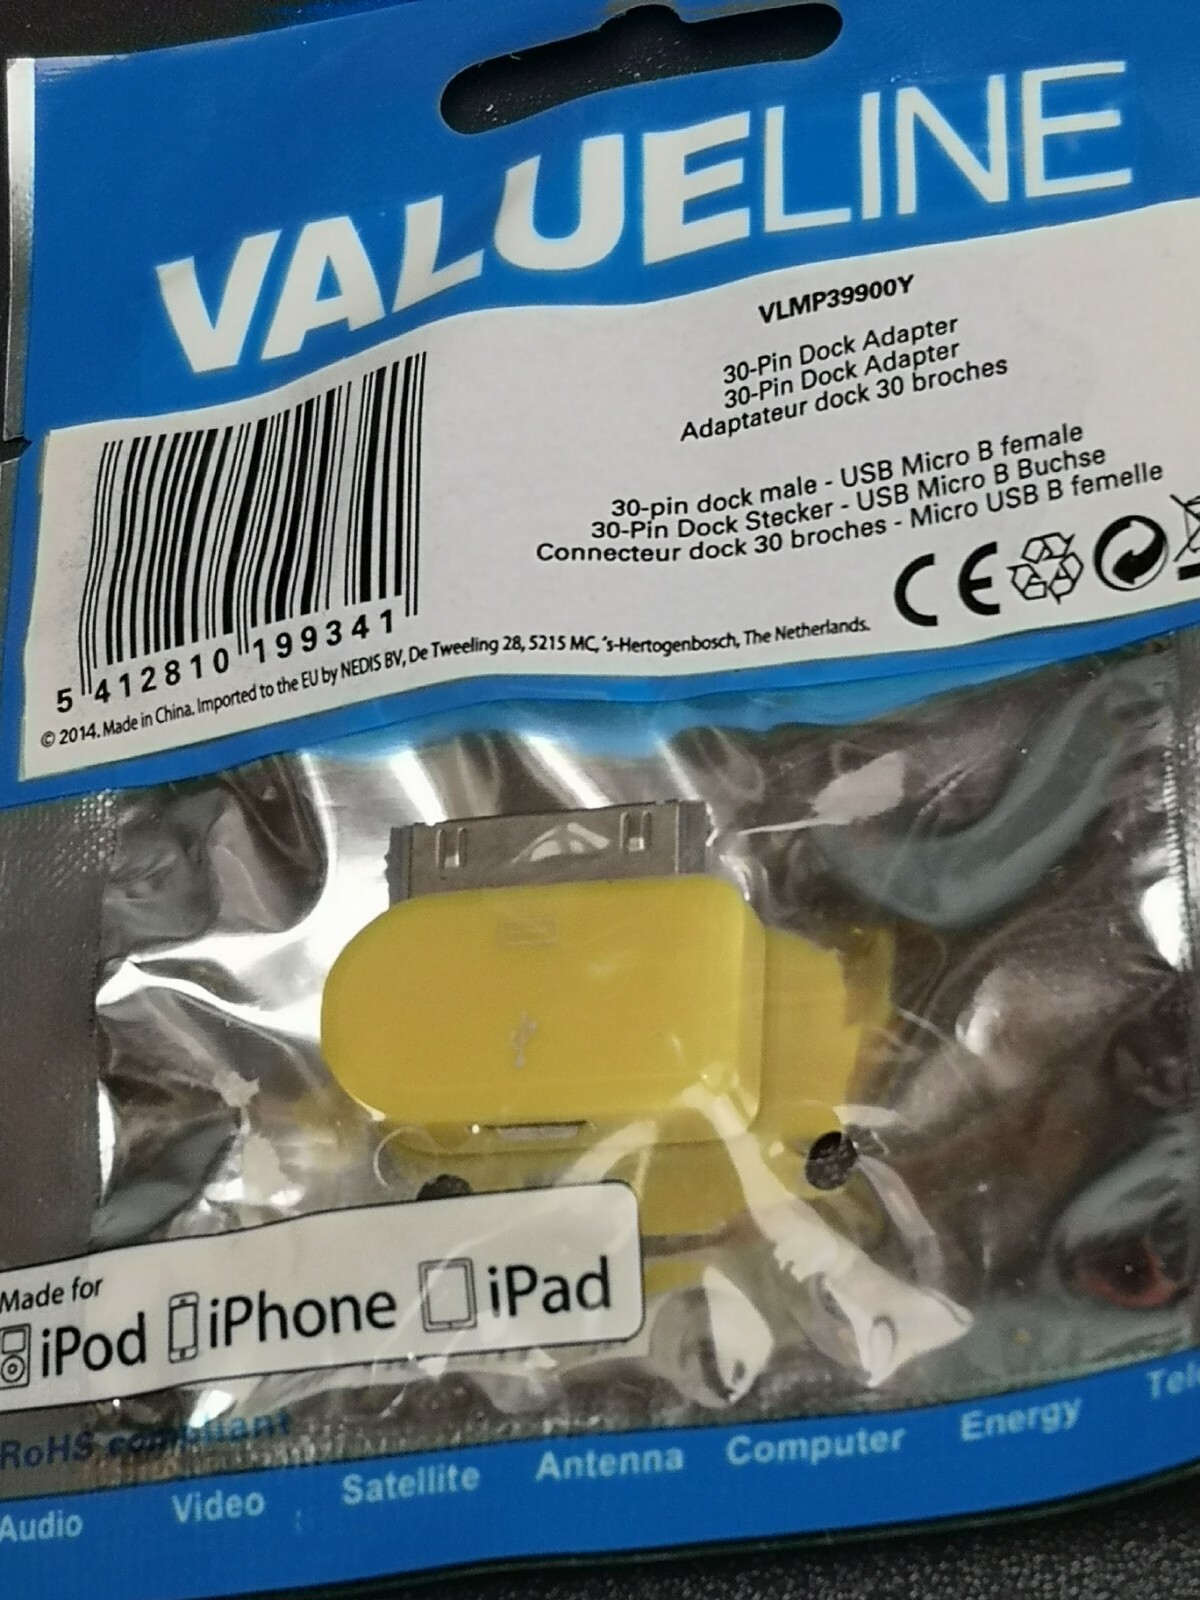 VALUELINE
VLMP39900Y
30-Pin Dock Adapter
30-Pin Dock Adapter
Adaptateur dock 30 broches
30-pin dock male - USB Micro B female
30-Pin Dock Stecker - USB Micro B Buchse
Connecteur dock 30 broches - Micro USB B femelle
CE
5 412810 199341
© 2014. Made in China. Imported to the EU by NEDIS BV, De Tweeling 28, 5215 MC, 's-Hertogenbosch, The Netherlands.
Made for
iPod iPhone iPad
RoHS compliant
Audio Video Satellite Antenna Computer Energy